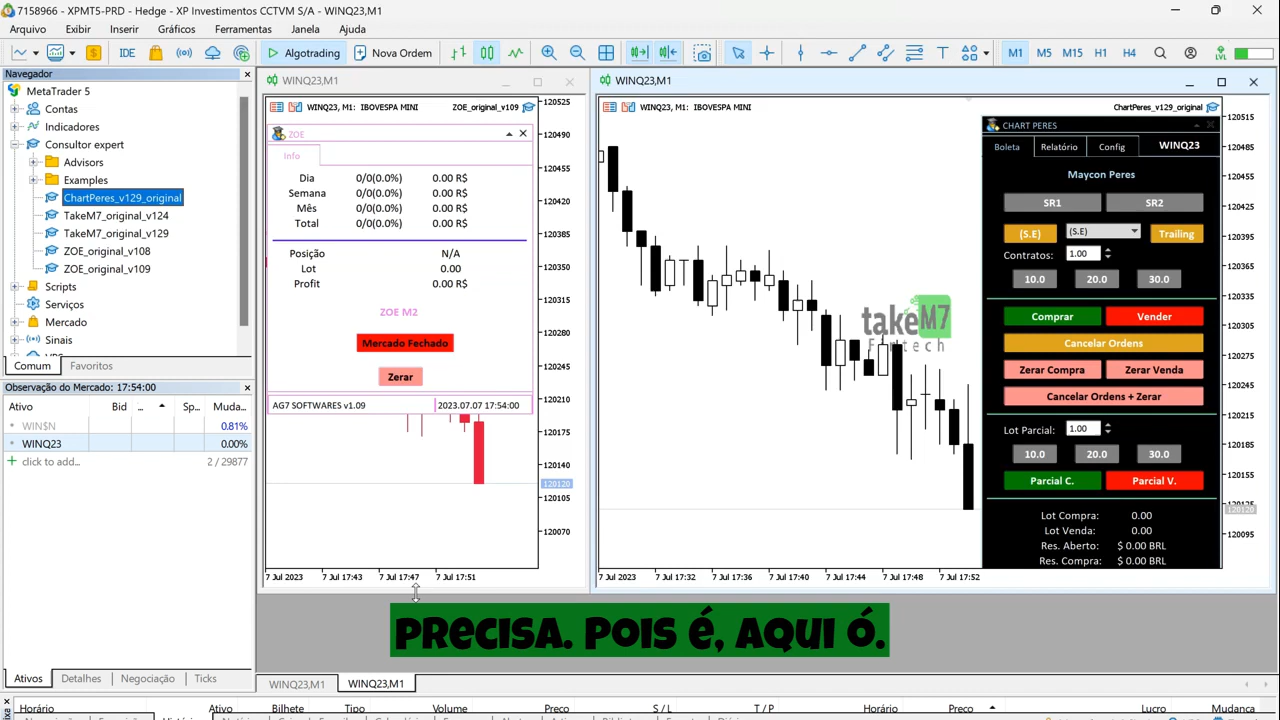 7158966 - XPMT5-PRD - Hedge - XP Investimentos CCTVM S/A - WINQ23,M1
Arquivo Exibir Inserir Gráficos Ferramentas Janela Ajuda
IDE Algotrading Nova Ordem M1 M5 M15 H1 H4 LVL
Navegador
MetaTrader 5
Contas
Indicadores
Consultor expert
Advisors
Examples
ChartPeres_v129_original
TakeM7_original_v124
TakeM7_original_v129
ZOE_original_v108
ZOE_original_v109
Scripts
Serviços
Mercado
Sinais
VPS
Comum Favoritos
Observação do Mercado: 17:54:00
Ativo Bid ... Sp... Muda...
WIN$N 0.81%
WINQ23 0.00%
click to add... 2 / 29877
Ativos Detalhes Negociação Ticks
WINQ23,M1
WINQ23, M1: IBOVESPA MINI ZOE_original_v109
ZOE
Info
Dia 0/0(0.0%) 0.00 R$
Semana 0/0(0.0%) 0.00 R$
Mês 0/0(0.0%) 0.00 R$
Total 0/0(0.0%) 0.00 R$
Posição N/A
Lot 0.00
Profit 0.00 R$
ZOE M2
Mercado Fechado
Zerar
AG7 SOFTWARES v1.09 2023.07.07 17:54:00
120525
120490
120455
120420
120385
120350
120315
120280
120245
120210
120175
120140
120120
120105
120070
7 Jul 2023 7 Jul 17:43 7 Jul 17:47 7 Jul 17:51
WINQ23,M1
WINQ23, M1: IBOVESPA MINI ChartPeres_v129_original
takeM7
Fintech
CHART PERES
Boleta Relatório Config WINQ23
Maycon Peres
SR1 SR2
(S.E) (S.E) Trailing
Contratos: 1.00
10.0 20.0 30.0
Comprar Vender
Cancelar Ordens
Zerar Compra Zerar Venda
Cancelar Ordens + Zerar
Lot Parcial: 1.00
10.0 20.0 30.0
Parcial C. Parcial V.
Lot Compra: 0.00
Lot Venda: 0.00
Res. Aberto: $ 0.00 BRL
Res. Compra: $ 0.00 BRL
120515
120485
120455
120425
120395
120365
120335
120305
120275
120245
120215
120185
120155
120125
120120
120095
7 Jul 2023 7 Jul 17:32 7 Jul 17:36 7 Jul 17:40 7 Jul 17:44 7 Jul 17:48 7 Jul 17:52
PRECISA. POIS É, AQUI Ó.
WINQ23,M1 WINQ23,M1
Horário Ativo Bilhete Tipo Volume Preço S / L T / P Horário Preço Lucro Mudança